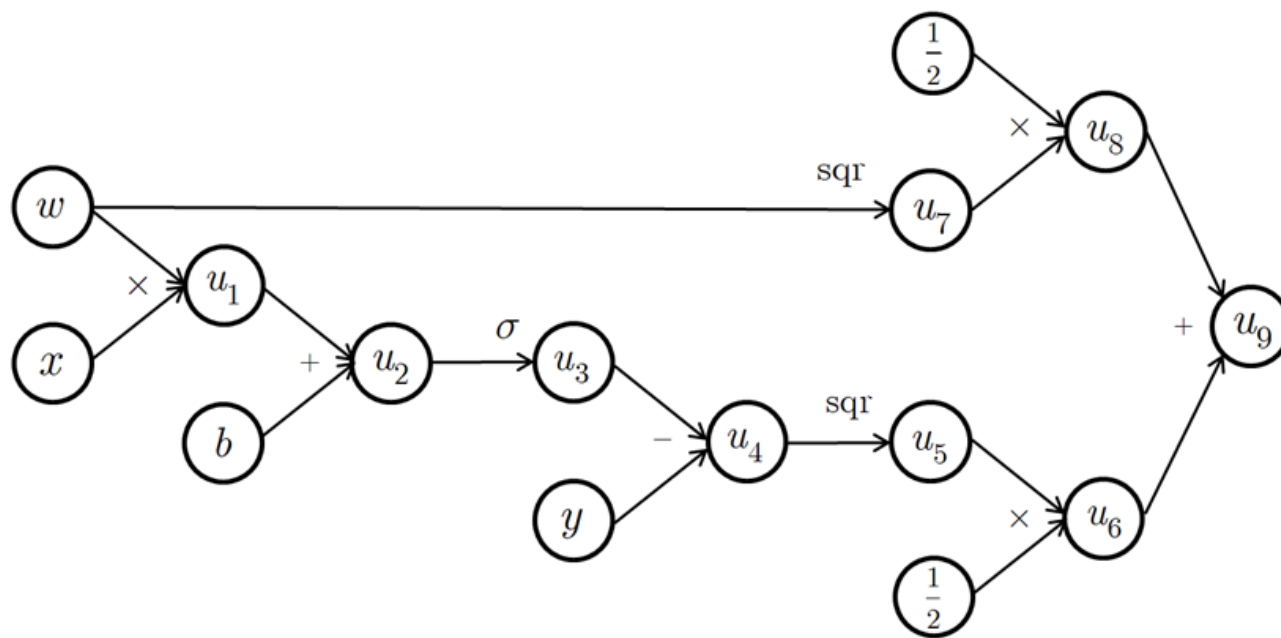 1/2
×
u₈
sqr
w
u₇
×
u₁
+
u₉
σ
x
+
u₂
u₃
sqr
b
−
u₄
u₅
y
×
u₆
1/2